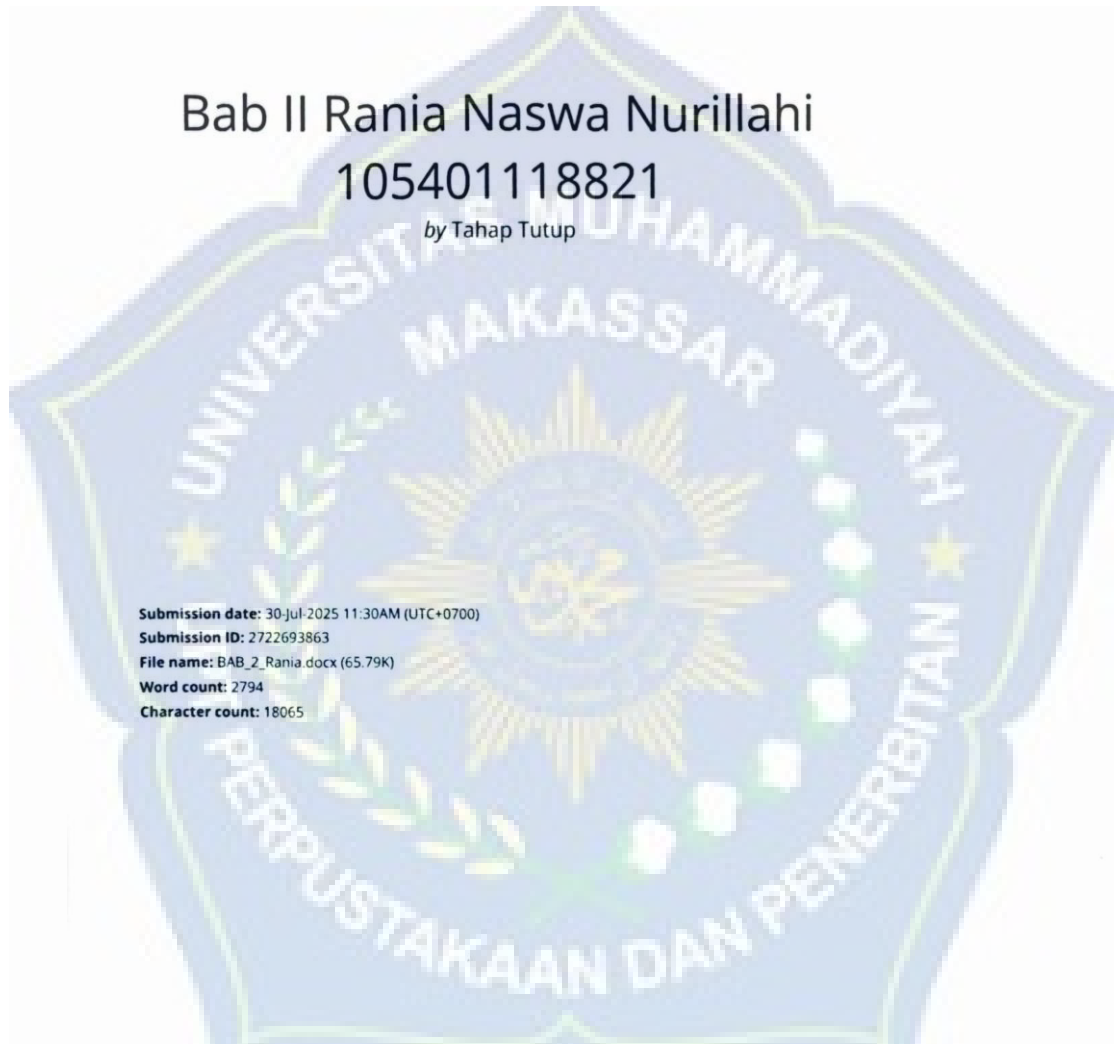 Bab II Rania Naswa Nurillahi
105401118821
by Tahap Tutup
UNIVERSITAS MUHAMMADIYAH
MAKASSAR
Submission date: 30-Jul-2025 11:30AM (UTC+0700)
Submission ID: 2722693863
File name: BAB_2_Rania.docx (65.79K)
Word count: 2794
Character count: 18065
PERPUSTAKAAN DAN PENERBITAN